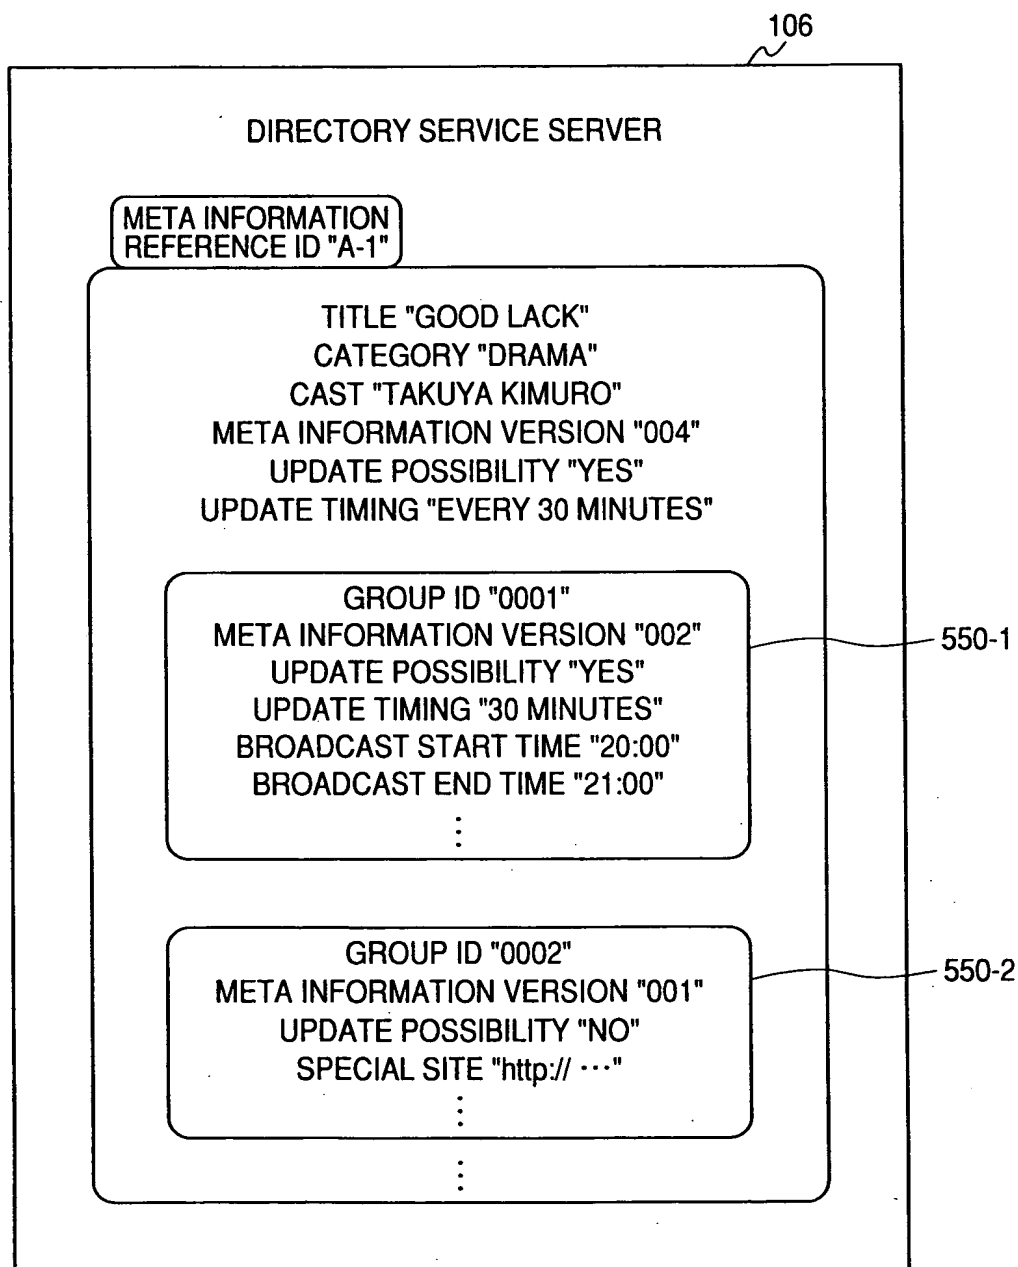 106
DIRECTORY SERVICE SERVER
META INFORMATION
REFERENCE ID "A-1"
TITLE "GOOD LACK"
CATEGORY "DRAMA"
CAST "TAKUYA KIMURO"
META INFORMATION VERSION "004"
UPDATE POSSIBILITY "YES"
UPDATE TIMING "EVERY 30 MINUTES"
GROUP ID "0001"
META INFORMATION VERSION "002"
550-1
UPDATE POSSIBILITY "YES"
UPDATE TIMING "30 MINUTES"
BROADCAST START TIME "20:00"
BROADCAST END TIME "21:00"
⋮
GROUP ID "0002"
550-2
META INFORMATION VERSION "001"
UPDATE POSSIBILITY "NO"
SPECIAL SITE "http:// ···"
⋮
⋮